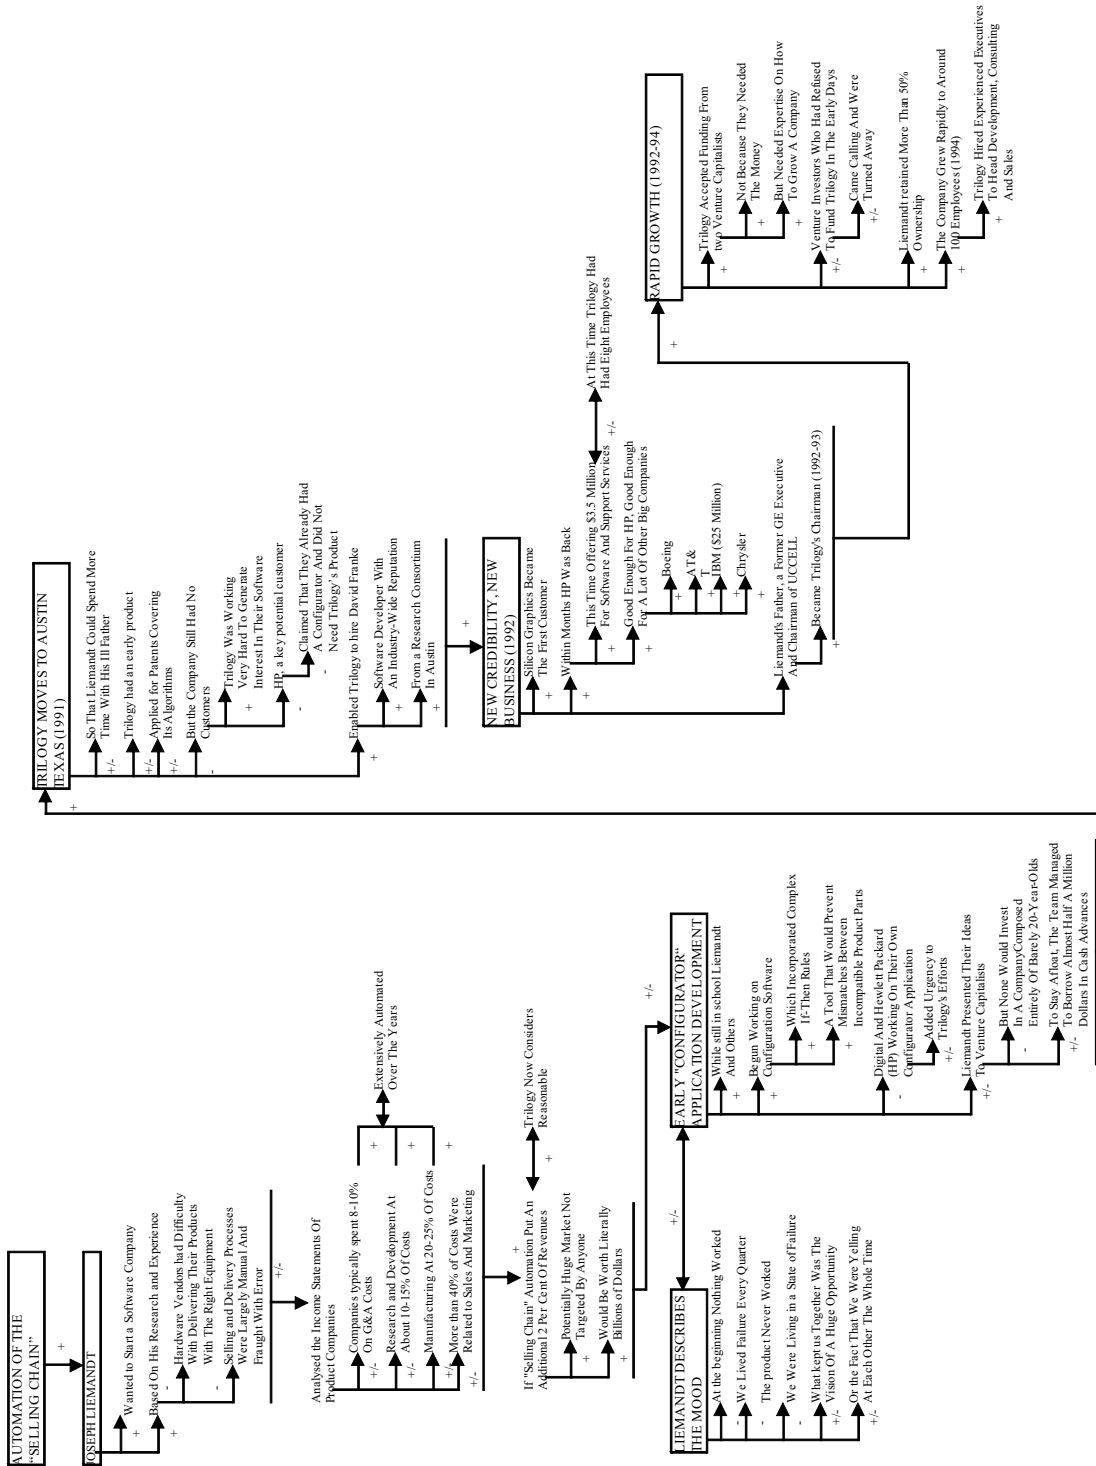 AUTOMATION OF THE
“SELLING CHAIN”
+
JOSEPH LIEMANDT
Wanted to Start a Software Company
+
Based On His Research and Experience
+
Hardware Vendors had Difficulty
With Delivering Their Products
With The Right Equipment
-
Selling and Delivery Processes
Were Largely Manual And
Fraught With Error
-
+/-
Analysed the Income Statements Of
Product Companies
Companies typically spent 8-10%
On G&A Costs
+/-
Research and Development At
About 10-15% Of Costs
+/-
Manufacturing At 20-25% Of Costs
+/-
More than 40% of Costs Were
Related to Sales And Marketing
+/-
+
+
+
Extensively Automated
Over The Years
+
If "Selling Chain" Automation Put An
Additional 2 Per Cent Of Revenues
+
Trilogy Now Considers
Reasonable
Potentially Huge Market Not
Targeted By Anyone
+
Would Be Worth Literally
Billions of Dollars
+
+/-
LIEMANDT DESCRIBES
THE MOOD
At the beginning Nothing Worked
-
We Lived Failure Every Quarter
-
The product Never Worked
We Were Living in a State of Failure
-
What kept us Together Was The
Vision Of A Huge Opportunity
+/-
Or the Fact That We Were Yelling
At Each Other The Whole Time
+/-
+/-
EARLY "CONFIGURATOR“
APPLICATION DEVELOPMENT
While still in school Liemandt
And Others
+
Begun Working on
Configuration Software
+
Which Incorporated Complex
If-Then Rules
+
A Tool That Would Prevent
Mismatches Between
Incompatible Product Parts
+
Digital And Hewlett Packard
(HP) Working On Their Own
Configurator Application
-
Added Urgency to
Trilogy's Efforts
+/-
Liemandt Presented Their Ideas
To Venture Capitalists
+/-
But None Would Invest
In A CompanyComposed
Entirely Of Barely 20-Year-Olds
-
To Stay Afloat, The Team Managed
To Borrow Almost Half A Million
Dollars In Cash Advances
+/-
+
TRILOGY MOVES TO AUSTIN
TEXAS (1991)
So That Liemandt Could Spend More
Time With His Ill Father
+/-
Trilogy had an early product
+/-
Applied for Patents Covering
Its Algorithms
+/-
But the Company Still Had No
Customers
-
Trilogy Was Working
Very Hard To Generate
Interest In Their Software
+
HP, a key potential customer
-
Claimed That They Already Had
A Configurator And Did Not
Need Trilogy's Product
-
Enabled Trilogy to hire David Franke
+
Software Developer With
An Industry-Wide Reputation
+
From a Research Consortium
In Austin
+
+
NEW CREDIBILITY, NEW
BUSINESS (1992)
Silicon Graphics Became
The First Customer
+
Within Months HP Was Back
+
This Time Offering $3.5 Million
For Software And Support Services
+
+/-
At This Time Trilogy Had
Had Eight Employees
Good Enough For HP, Good Enough
For A Lot Of Other Big Companies
+
Boeing
+
AT&
T
+
IBM ($25 Million)
+
Chrysler
+
Liemandt's Father, a Former GE Executive
And Chairman of UCCELL
+
Became Trilogy's Chairman (1992-93)
+
+
RAPID GROWTH (1992-94)
Trilogy Accepted Funding From
two Venture Capitalists
+
Not Because They Needed
The Money
+
But Needed Expertise On How
To Grow A Company
+
Venture Investors Who Had Refused
To Fund Trilogy In The Early Days
+/-
Came Calling And Were
Turned Away
+/-
Liemandt retained More Than 50%
Ownership
+
The Company Grew Rapidly to Around
100 Employees (1994)
+
Trilogy Hired Experienced Executives
To Head Development, Consulting
And Sales
+